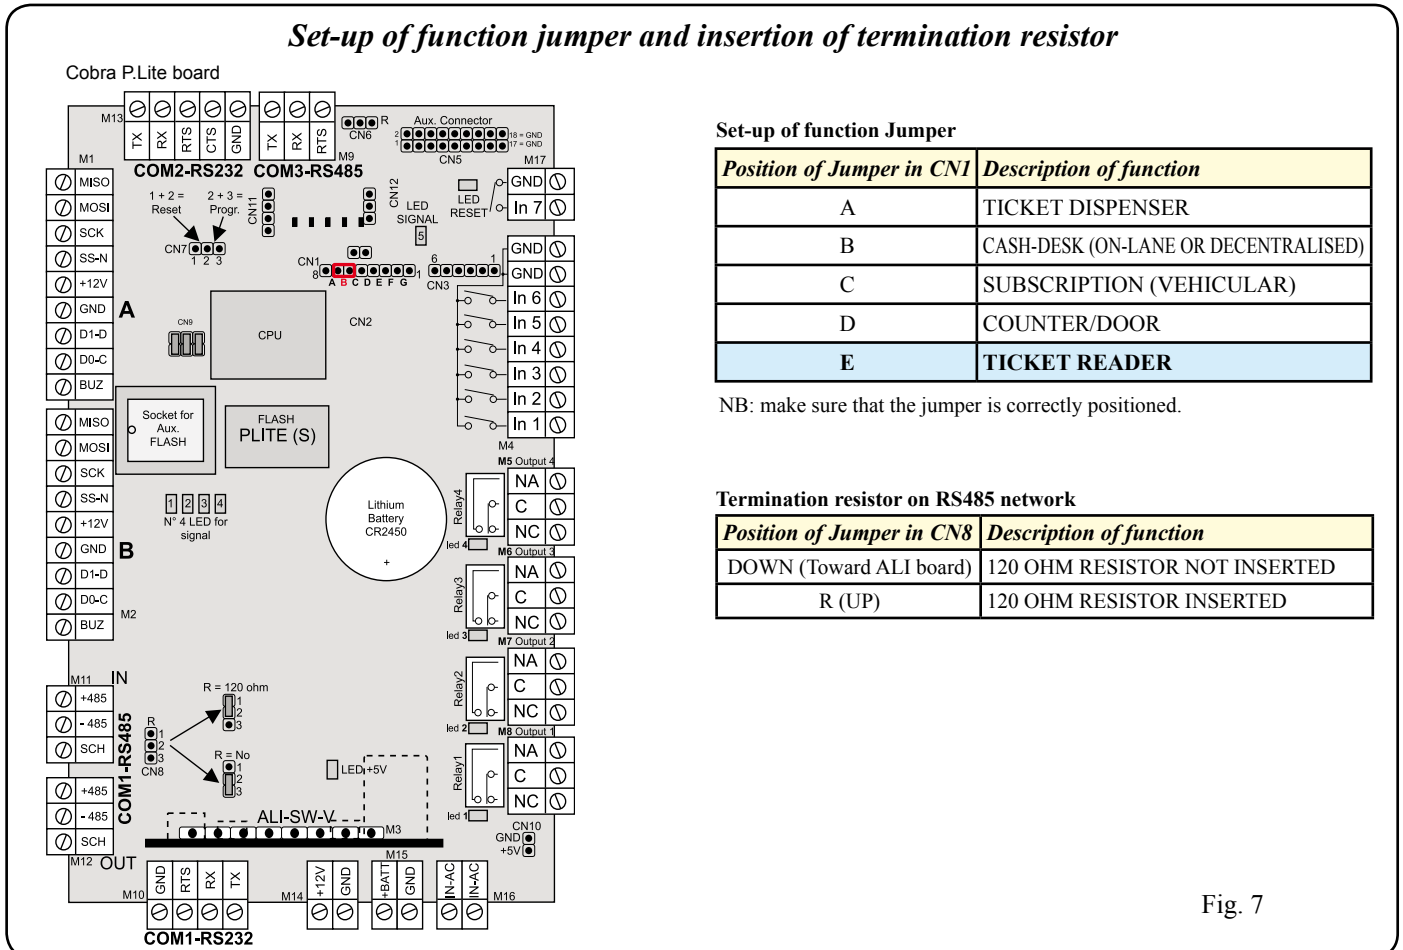 Set-up of function jumper and insertion of termination resistor
Cobra P.Lite board
M13
TX
RX
RTS
CTS
GND
COM2-RS232
TX
RX
RTS
M9
COM3-RS485
R
CN6
Aux. Connector
2
1
18 = GND
17 = GND
CN5
M17
GND
In 7
LED
RESET
LED
SIGNAL
5
CN12
CN11
M1
MISO
MOSI
SCK
SS-N
+12V
GND
D1-D
D0-C
BUZ
A
1 + 2 =
Reset
2 + 3 =
Progr.
CN7
1 2 3
CN1
8
1
A B C D E F G
6
1
CN3
CN2
CN9
CPU
GND
GND
In 6
In 5
In 4
In 3
In 2
In 1
M4
Socket for
Aux.
FLASH
FLASH
PLITE (S)
MISO
MOSI
SCK
SS-N
+12V
GND
D1-D
D0-C
BUZ
B
M2
1 2 3 4
N° 4 LED for
signal
Lithium
Battery
CR2450
+
M5 Output 4
NA
C
NC
Relay4
led 4
M6 Output 3
NA
C
NC
Relay3
led 3
M7 Output 2
NA
C
NC
Relay2
led 2
M8 Output 1
NA
C
NC
Relay1
led 1
M11
IN
+485
- 485
SCH
COM1-RS485
+485
- 485
SCH
M12
OUT
R
1
2
3
CN8
R = 120 ohm
1
2
3
R = No
1
2
3
LED +5V
ALI-SW-V
M3
CN10
GND
+5V
M10
GND
RTS
RX
TX
COM1-RS232
M14
+12V
GND
M15
+BATT
GND
IN-AC
IN-AC
M16
Set-up of function Jumper
Position of Jumper in CN1 Description of function
A TICKET DISPENSER
B CASH-DESK (ON-LANE OR DECENTRALISED)
C SUBSCRIPTION (VEHICULAR)
D COUNTER/DOOR
E TICKET READER
NB: make sure that the jumper is correctly positioned.
Termination resistor on RS485 network
Position of Jumper in CN8 Description of function
DOWN (Toward ALI board) 120 OHM RESISTOR NOT INSERTED
R (UP) 120 OHM RESISTOR INSERTED
Fig. 7